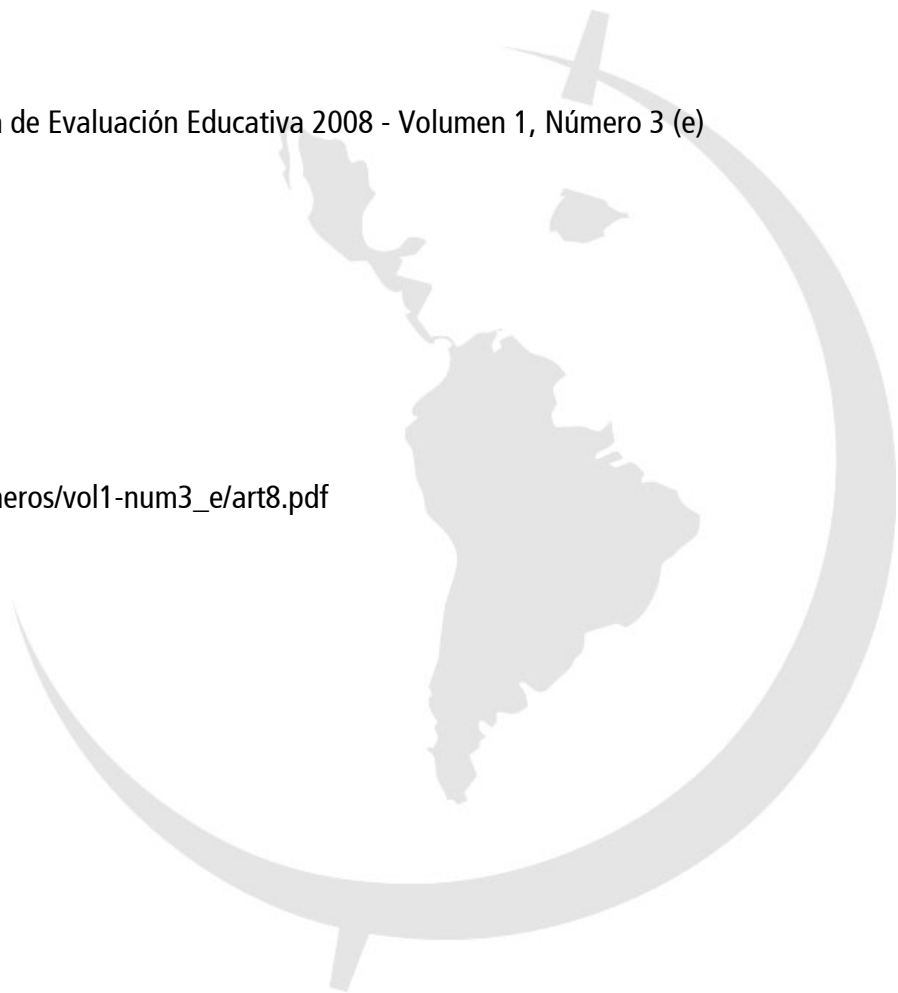 de Evaluación Educativa 2008 - Volumen 1, Número 3 (e)
neros/vol1-num3_e/art8.pdf